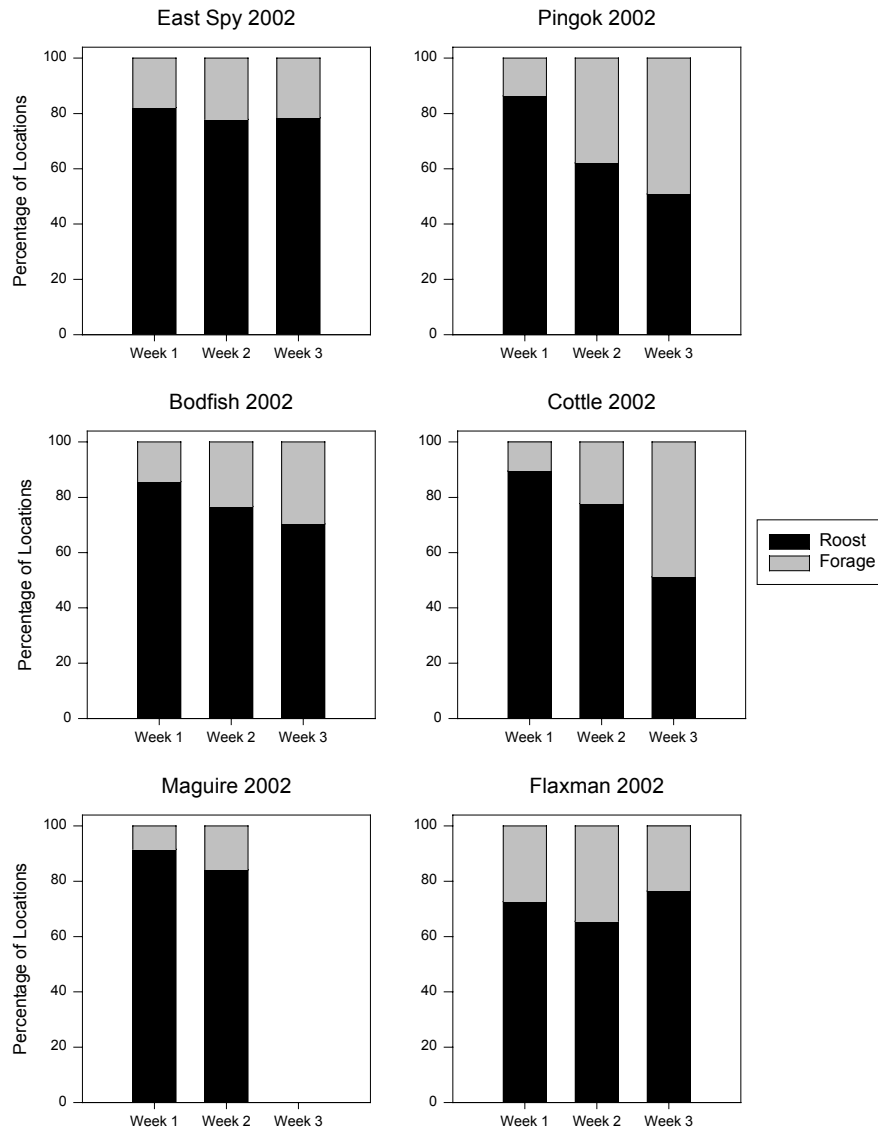 East Spy 2002
Pingok 2002
Percentage of Locations
100
80
60
40
20
0
Week 1
Week 2
Week 3
100
80
60
40
20
0
Week 1
Week 2
Week 3
Bodfish 2002
Cottle 2002
Percentage of Locations
100
80
60
40
20
0
Week 1
Week 2
Week 3
100
80
60
40
20
0
Week 1
Week 2
Week 3
Roost
Forage
Maguire 2002
Flaxman 2002
Percentage of Locations
100
80
60
40
20
0
Week 1
Week 2
Week 3
100
80
60
40
20
0
Week 1
Week 2
Week 3